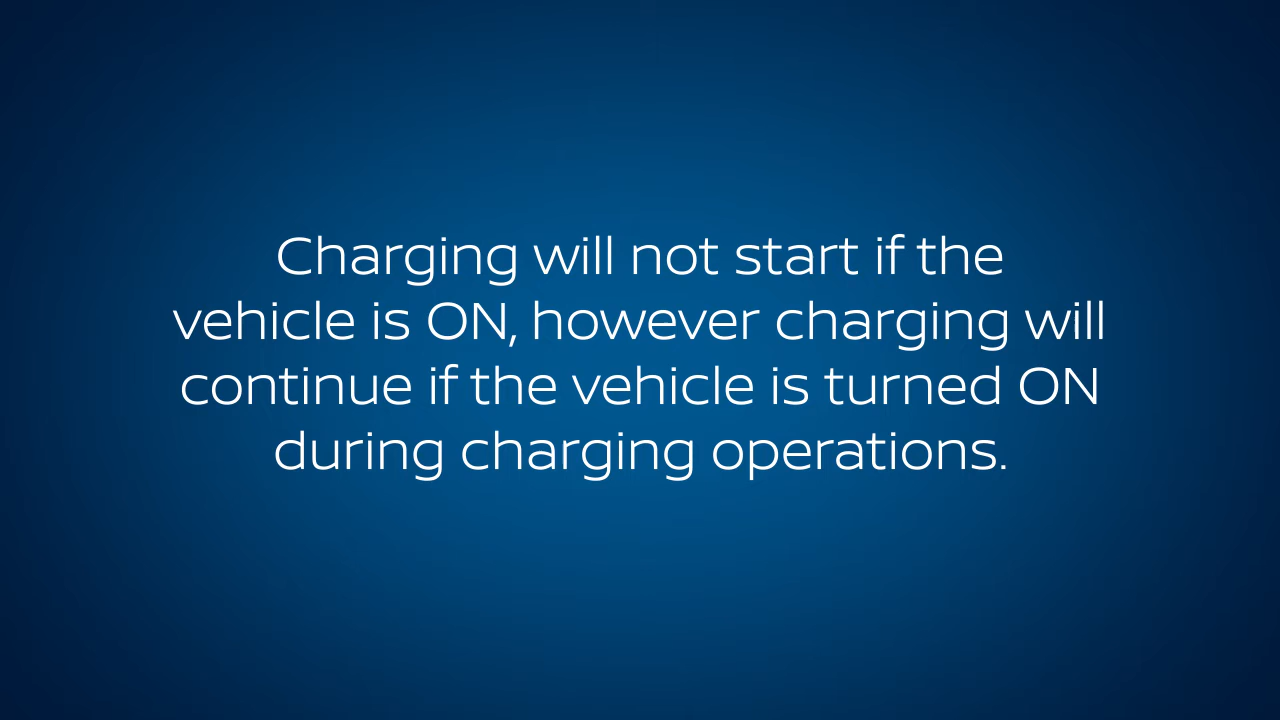 Charging will not start if the
vehicle is ON, however charging will
continue if the vehicle is turned ON
during charging operations.